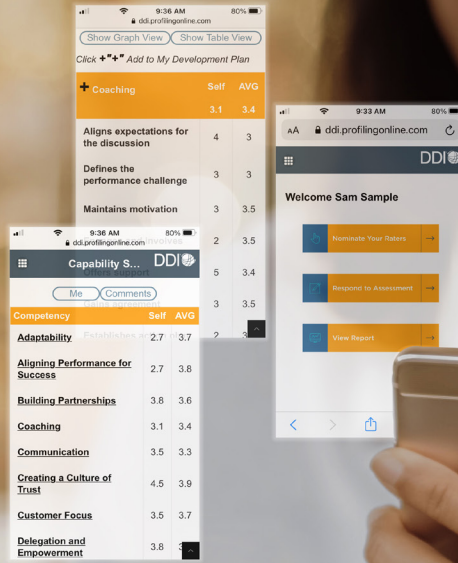 9:36 AM
80%
ddi.profilingonline.com
Show Graph View
Show Table View
Click +"+" Add to My Development Plan
+ Coaching Self AVG
3.1 3.4
Aligns expectations for
the discussion
4 3
Defines the
performance challenge
3 3
Maintains motivation 3 3.5
involves 2 3.5
Offers support 5 3.4
Gains agreement 3 3.5
Establishes 2
9:33 AM
80%
AA ddi.profilingonline.com
DDI
Welcome Sam Sample
Nominate Your Raters →
Respond to Assessment →
View Report →
9:36 AM
80%
ddi.profilingonline.com
Capability S... DDI
Me
Comments
Competency Self AVG
Adaptability 2.7 3.7
Aligning Performance for
Success
2.7 3.8
Building Partnerships 3.8 3.6
Coaching 3.1 3.4
Communication 3.5 3.3
Creating a Culture of
Trust
4.5 3.9
Customer Focus 3.5 3.7
Delegation and
Empowerment
3.8